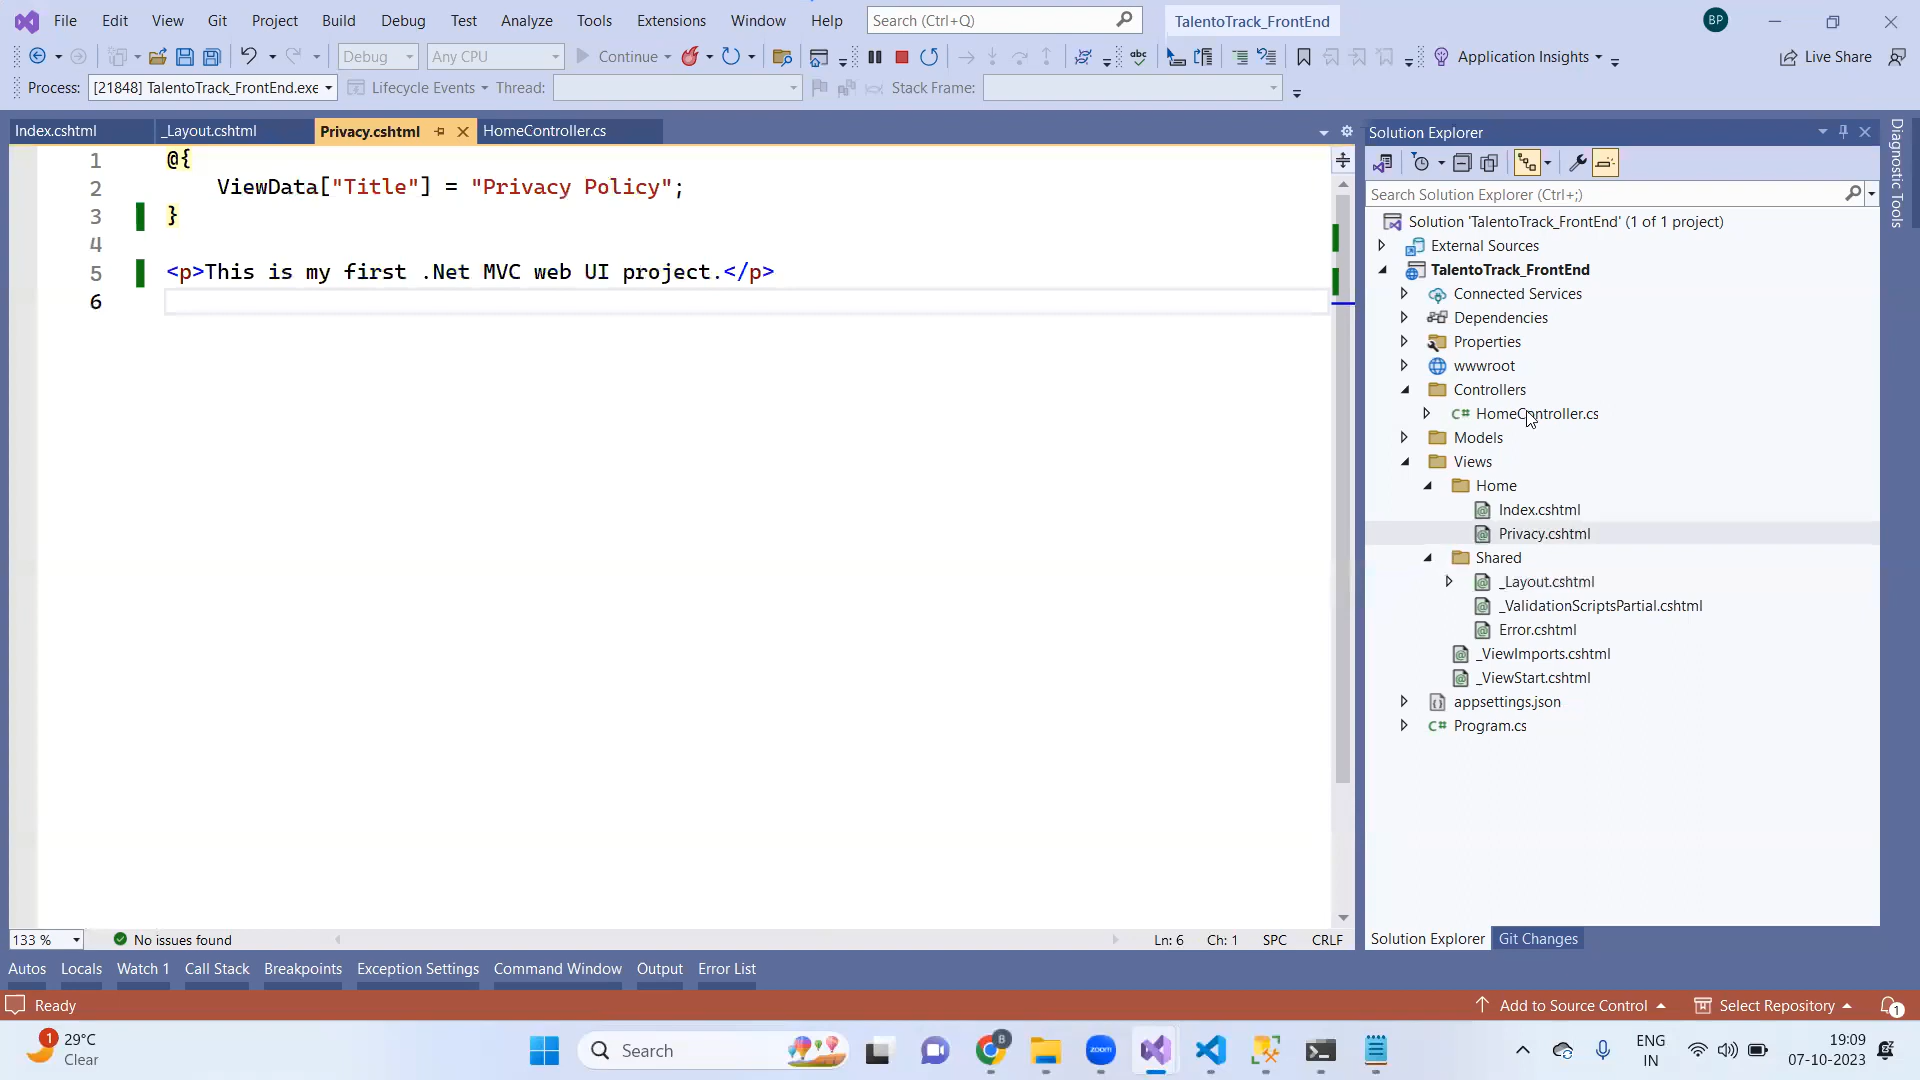 File Edit View Git Project Build Debug Test Analyze Tools Extensions Window Help Search (Ctrl+Q) TalentoTrack_FrontEnd BP
Debug Any CPU Continue Application Insights Live Share
Process: [21848] TalentoTrack_FrontEnd.exe Lifecycle Events Thread: Stack Frame:
Index.cshtml _Layout.cshtml Privacy.cshtml HomeController.cs
1 @{
2 ViewData["Title"] = "Privacy Policy";
3 }
4
5 <p>This is my first .Net MVC web UI project.</p>
6
133 % No issues found Ln: 6 Ch: 1 SPC CRLF
Solution Explorer
Search Solution Explorer (Ctrl+;)
Solution 'TalentoTrack_FrontEnd' (1 of 1 project)
External Sources
TalentoTrack_FrontEnd
Connected Services
Dependencies
Properties
wwwroot
Controllers
C# HomeController.cs
Models
Views
Home
Index.cshtml
Privacy.cshtml
Shared
_Layout.cshtml
_ValidationScriptsPartial.cshtml
Error.cshtml
_ViewImports.cshtml
_ViewStart.cshtml
appsettings.json
C# Program.cs
Solution Explorer Git Changes
Diagnostic Tools
Autos Locals Watch 1 Call Stack Breakpoints Exception Settings Command Window Output Error List
Ready Add to Source Control Select Repository 1
1 29°C
Clear
Search
B
zoom
ENG
IN
19:09
07-10-2023